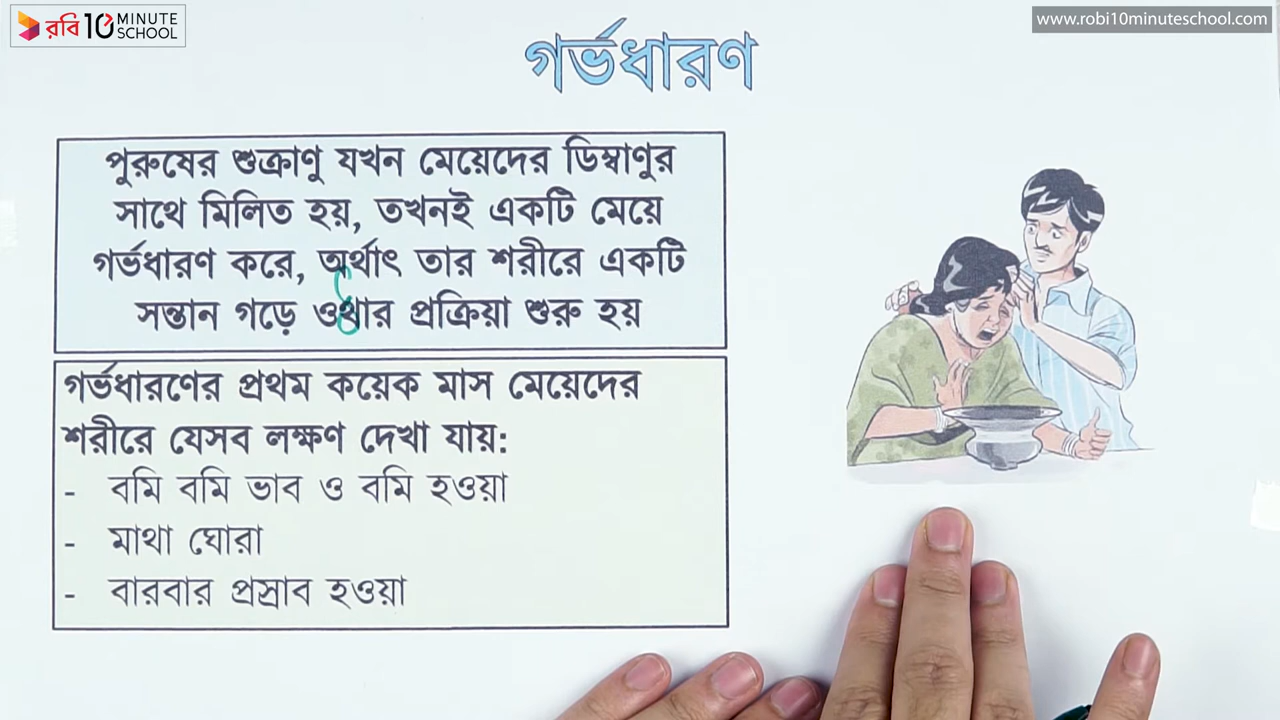 রবি 10 MINUTE SCHOOL
www.robi10minuteschool.com
গর্ভধারণ
পুরুষের শুক্রাণু যখন মেয়েদের ডিম্বাণুর
সাথে মিলিত হয়, তখনই একটি মেয়ে
গর্ভধারণ করে, অর্থাৎ তার শরীরে একটি
সন্তান গড়ে ওথার প্রক্রিয়া শুরু হয়
গর্ভধারণের প্রথম কয়েক মাস মেয়েদের
শরীরে যেসব লক্ষণ দেখা যায়:
- বমি বমি ভাব ও বমি হওয়া
- মাথা ঘোরা
- বারবার প্রস্রাব হওয়া